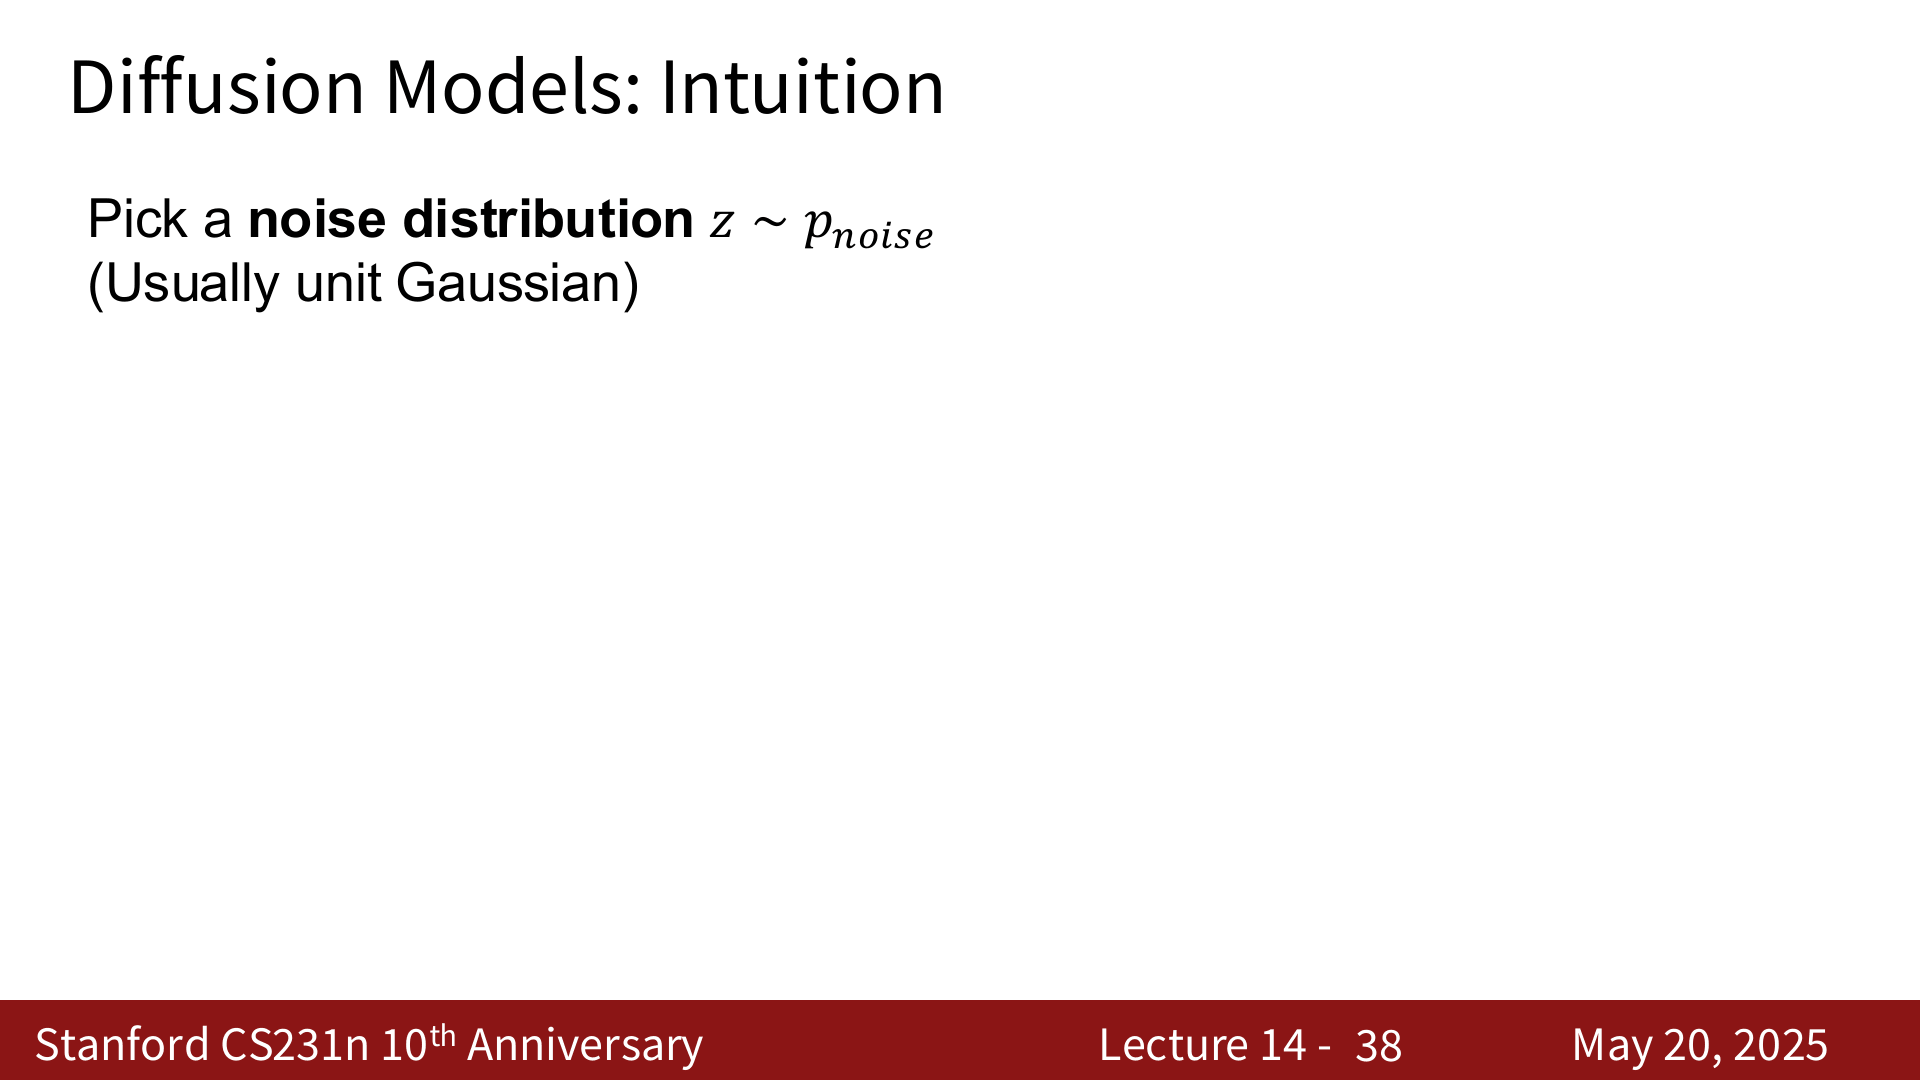 Diffusion Models: Intuition
Pick a noise distribution 𝑧 ~ 𝑝𝑛𝑜𝑖𝑠𝑒
(Usually unit Gaussian)
Stanford CS231n 10th Anniversary
Lecture 14 - 38
May 20, 2025